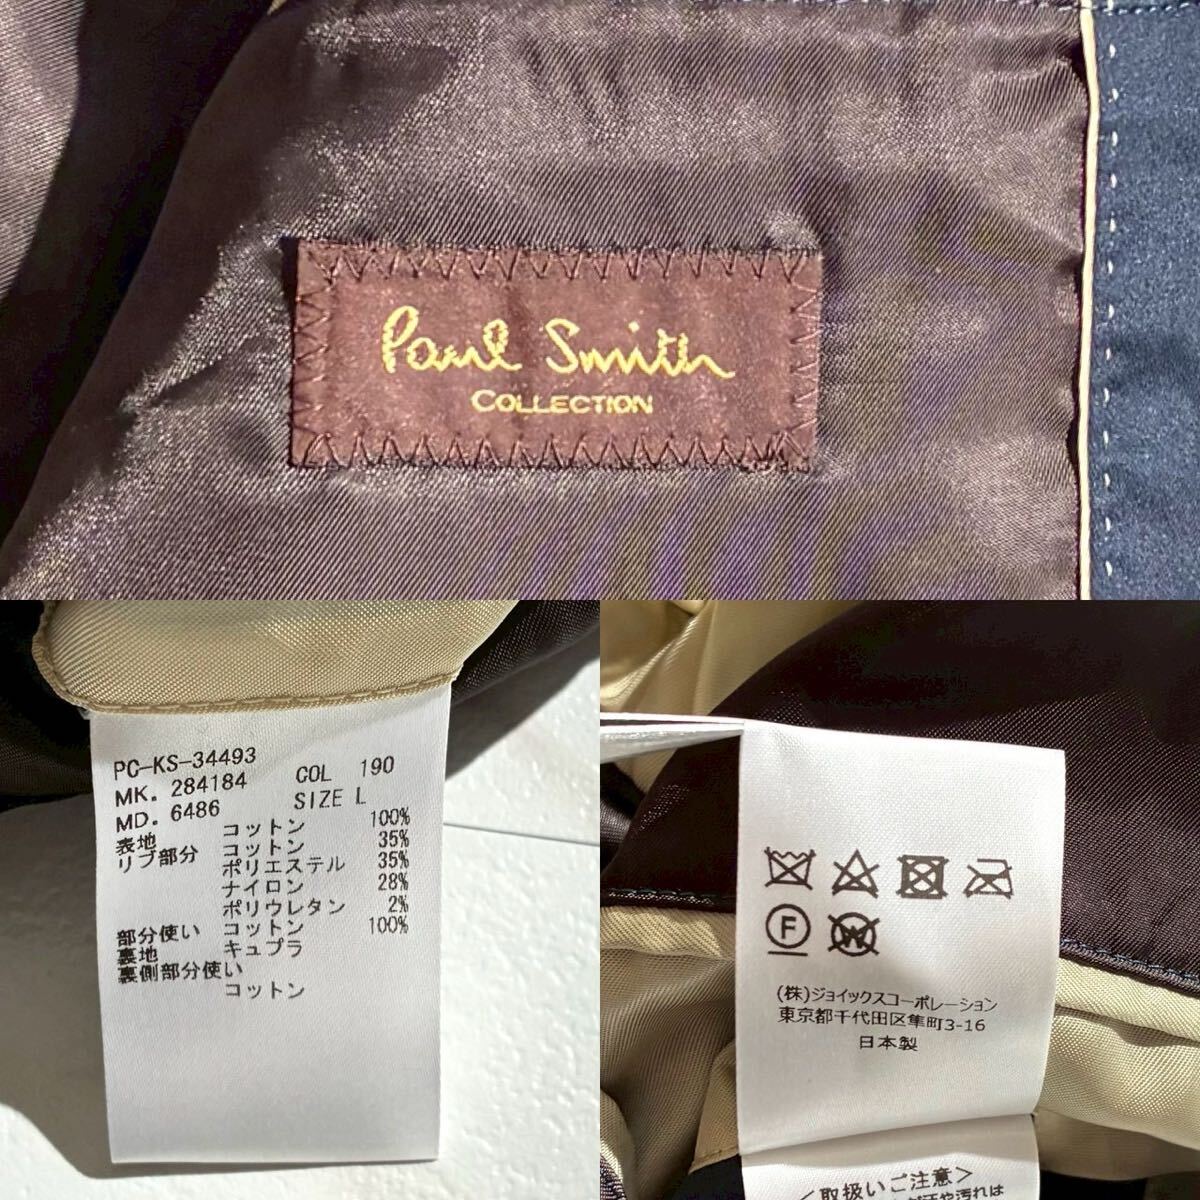 Paul Smith
COLLECTION
PC-KS-34493
MK. 284184 COL 190
MD. 6486 SIZE L
表地 コットン 100%
リブ部分 コットン 35%
ポリエステル 35%
ナイロン 28%
ポリウレタン 2%
部分使い コットン 100%
裏地 キュプラ
裏側部分使い
コットン
F
W
(株)ジョイックスコーポレーション
東京都千代田区隼町3-16
日本製
＜取扱いご注意＞